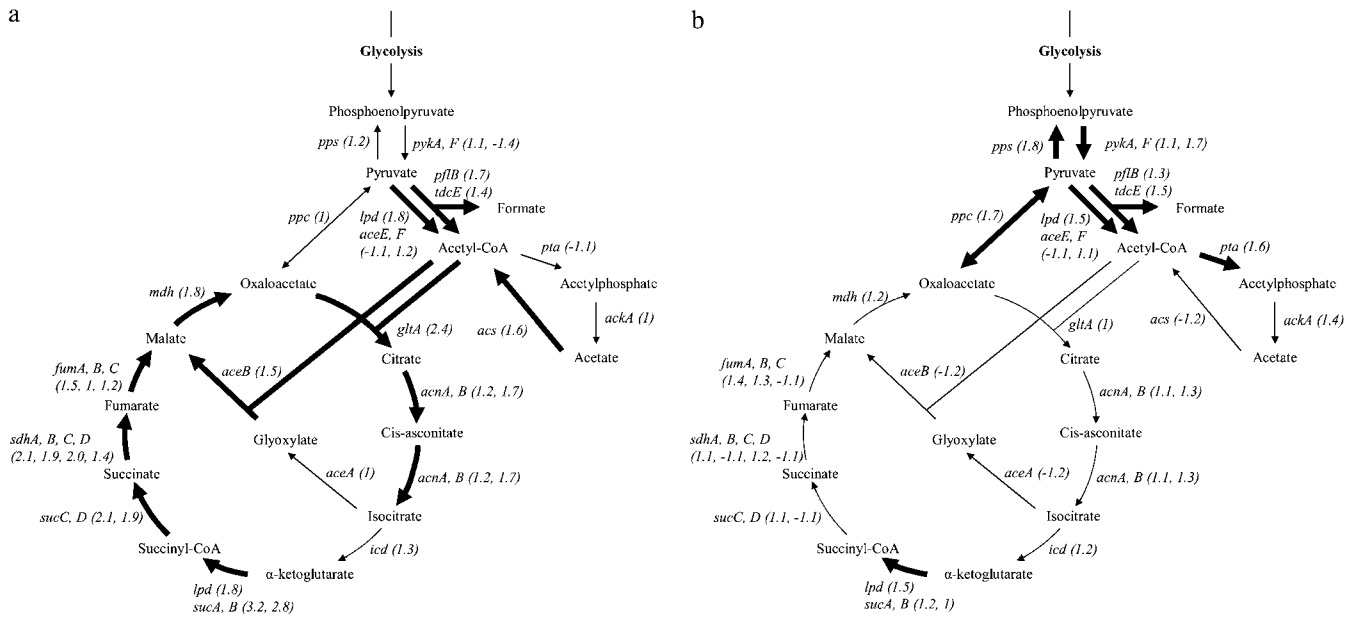 a
Glycolysis
Phosphoenolpyruvate
pps (1.2)
pykA, F (1.1, -1.4)
Pyruvate
pflB (1.7)
tdcE (1.4)
Formate
ppc (1)
lpd (1.8)
aceE, F
(-1.1, 1.2)
Acetyl-CoA
pta (-1.1)
Oxaloacetate
Acetylphosphate
mdh (1.8)
gltA (2.4)
acs (1.6)
ackA (1)
Malate
Citrate
Acetate
fumA, B, C
(1.5, 1, 1.2)
aceB (1.5)
acnA, B (1.2, 1.7)
Fumarate
Glyoxylate
Cis-asconitate
sdhA, B, C, D
(2.1, 1.9, 2.0, 1.4)
Succinate
aceA (1)
acnA, B (1.2, 1.7)
sucC, D (2.1, 1.9)
Isocitrate
Succinyl-CoA
icd (1.3)
α-ketoglutarate
lpd (1.8)
sucA, B (3.2, 2.8)
b
Glycolysis
Phosphoenolpyruvate
pps (1.8)
pykA, F (1.1, 1.7)
Pyruvate
pflB (1.3)
tdcE (1.5)
Formate
ppc (1.7)
lpd (1.5)
aceE, F
(-1.1, 1.1)
Acetyl-CoA
pta (1.6)
Oxaloacetate
Acetylphosphate
mdh (1.2)
gltA (1)
acs (-1.2)
ackA (1.4)
Malate
Citrate
Acetate
fumA, B, C
(1.4, 1.3, -1.1)
aceB (-1.2)
acnA, B (1.1, 1.3)
Fumarate
Glyoxylate
Cis-asconitate
sdhA, B, C, D
(1.1, -1.1, 1.2, -1.1)
Succinate
aceA (-1.2)
acnA, B (1.1, 1.3)
sucC, D (1.1, -1.1)
Isocitrate
Succinyl-CoA
icd (1.2)
α-ketoglutarate
lpd (1.5)
sucA, B (1.2, 1)